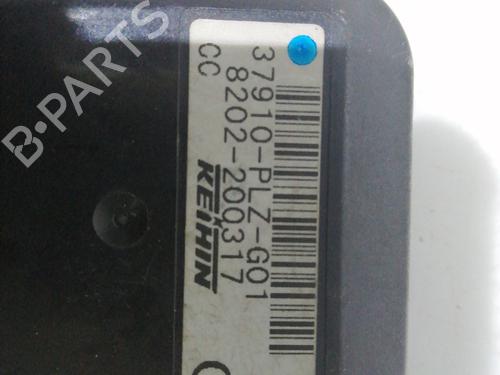 37910-PLZ-G01
8202-200317
CC
KEIHIN
B-PARTS